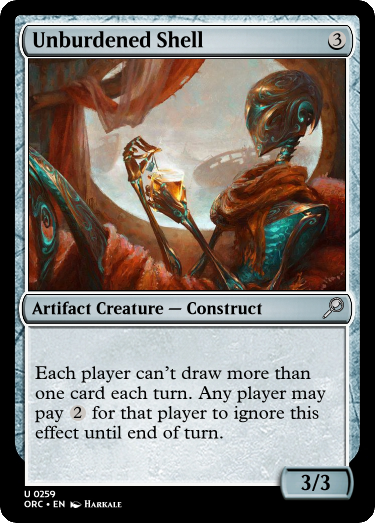 Unburdened Shell 3
Artifact Creature — Construct
Each player can't draw more than
one card each turn. Any player may
pay 2 for that player to ignore this
effect until end of turn.
3/3
U 0259
ORC • EN Harkale